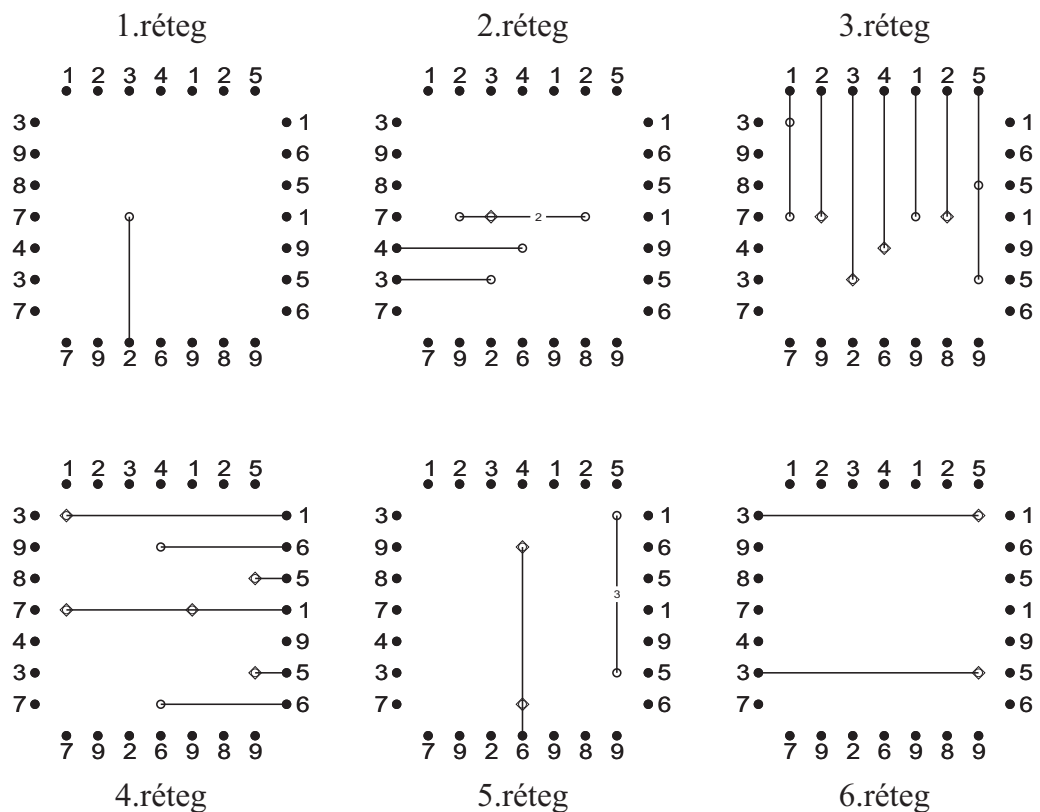 1.réteg 2.réteg 3.réteg
1 2 3 4 1 2 5 1 2 3 4 1 2 5 1 2 3 4 1 2 5
3 1 3 1 3 1
9 6 9 6 9 6
8 5 8 5 8 5
7 1 7 2 1 7 1
4 9 4 9 4 9
3 5 3 5 3 5
7 6 7 6 7 6
7 9 2 6 9 8 9 7 9 2 6 9 8 9 7 9 2 6 9 8 9
1 2 3 4 1 2 5 1 2 3 4 1 2 5 1 2 3 4 1 2 5
3 1 3 1 3 1
9 6 9 6 9 6
8 5 8 5 8 5
3
7 1 7 1 7 1
4 9 4 9 4 9
3 5 3 5 3 5
7 6 7 6 7 6
7 9 2 6 9 8 9 7 9 2 6 9 8 9 7 9 2 6 9 8 9
4.réteg 5.réteg 6.réteg